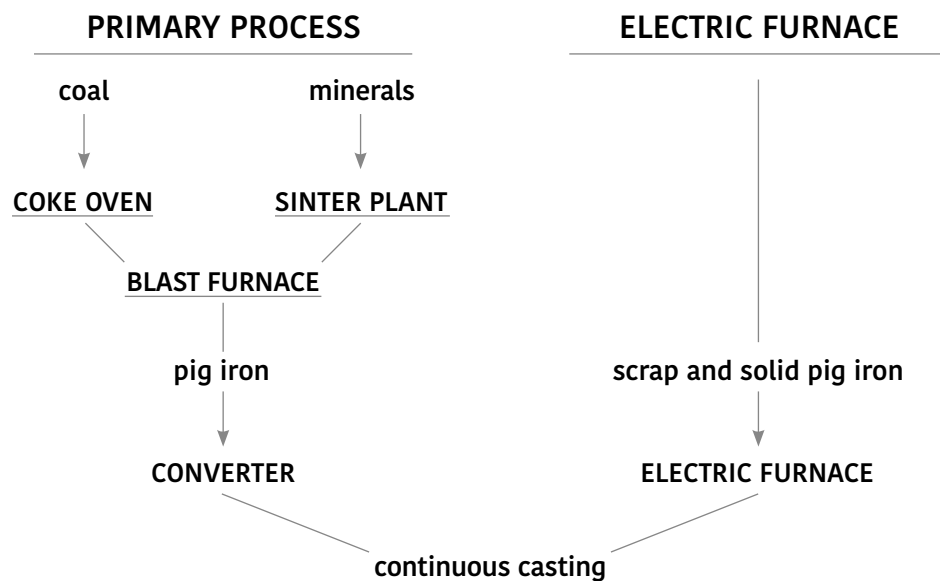 PRIMARY PROCESS
ELECTRIC FURNACE
coal
minerals
COKE OVEN
SINTER PLANT
BLAST FURNACE
pig iron
scrap and solid pig iron
CONVERTER
ELECTRIC FURNACE
continuous casting